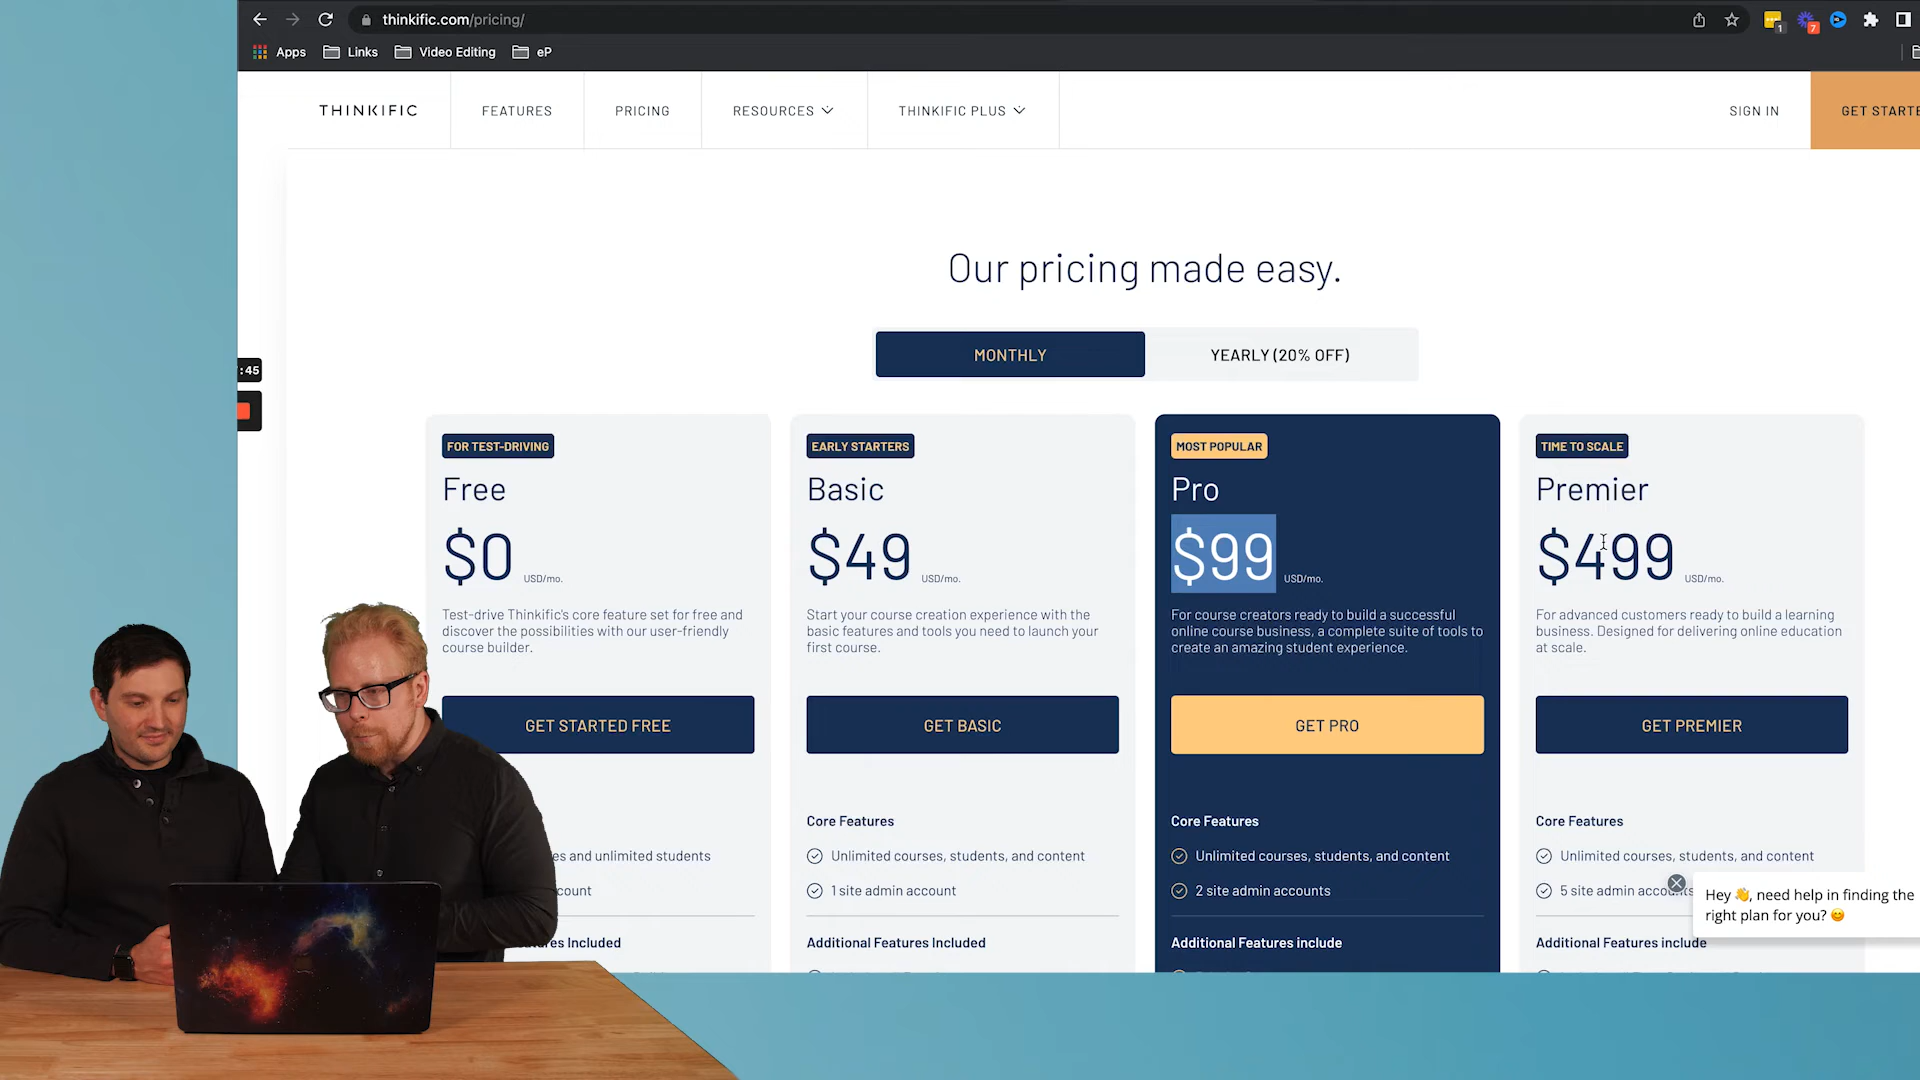 thinkific.com/pricing/
1
7
Apps
Links
Video Editing
eP
THINKIFIC
FEATURES
PRICING
RESOURCES
THINKIFIC PLUS
SIGN IN
GET STARTE
Our pricing made easy.
MONTHLY
YEARLY (20% OFF)
:45
FOR TEST-DRIVING
Free
$0 USD/mo.
Test-drive Thinkific's core feature set for free and
discover the possibilities with our user-friendly
course builder.
GET STARTED FREE
es and unlimited students
count
es Included
EARLY STARTERS
Basic
$49 USD/mo.
Start your course creation experience with the
basic features and tools you need to launch your
first course.
GET BASIC
Core Features
Unlimited courses, students, and content
1 site admin account
Additional Features Included
MOST POPULAR
Pro
$99 USD/mo.
For course creators ready to build a successful
online course business, a complete suite of tools to
create an amazing student experience.
GET PRO
Core Features
Unlimited courses, students, and content
2 site admin accounts
Additional Features include
TIME TO SCALE
Premier
$499 USD/mo.
For advanced customers ready to build a learning
business. Designed for delivering online education
at scale.
GET PREMIER
Core Features
Unlimited courses, students, and content
5 site admin accounts
Additional Features include
Hey 👋, need help in finding the
right plan for you? 😊